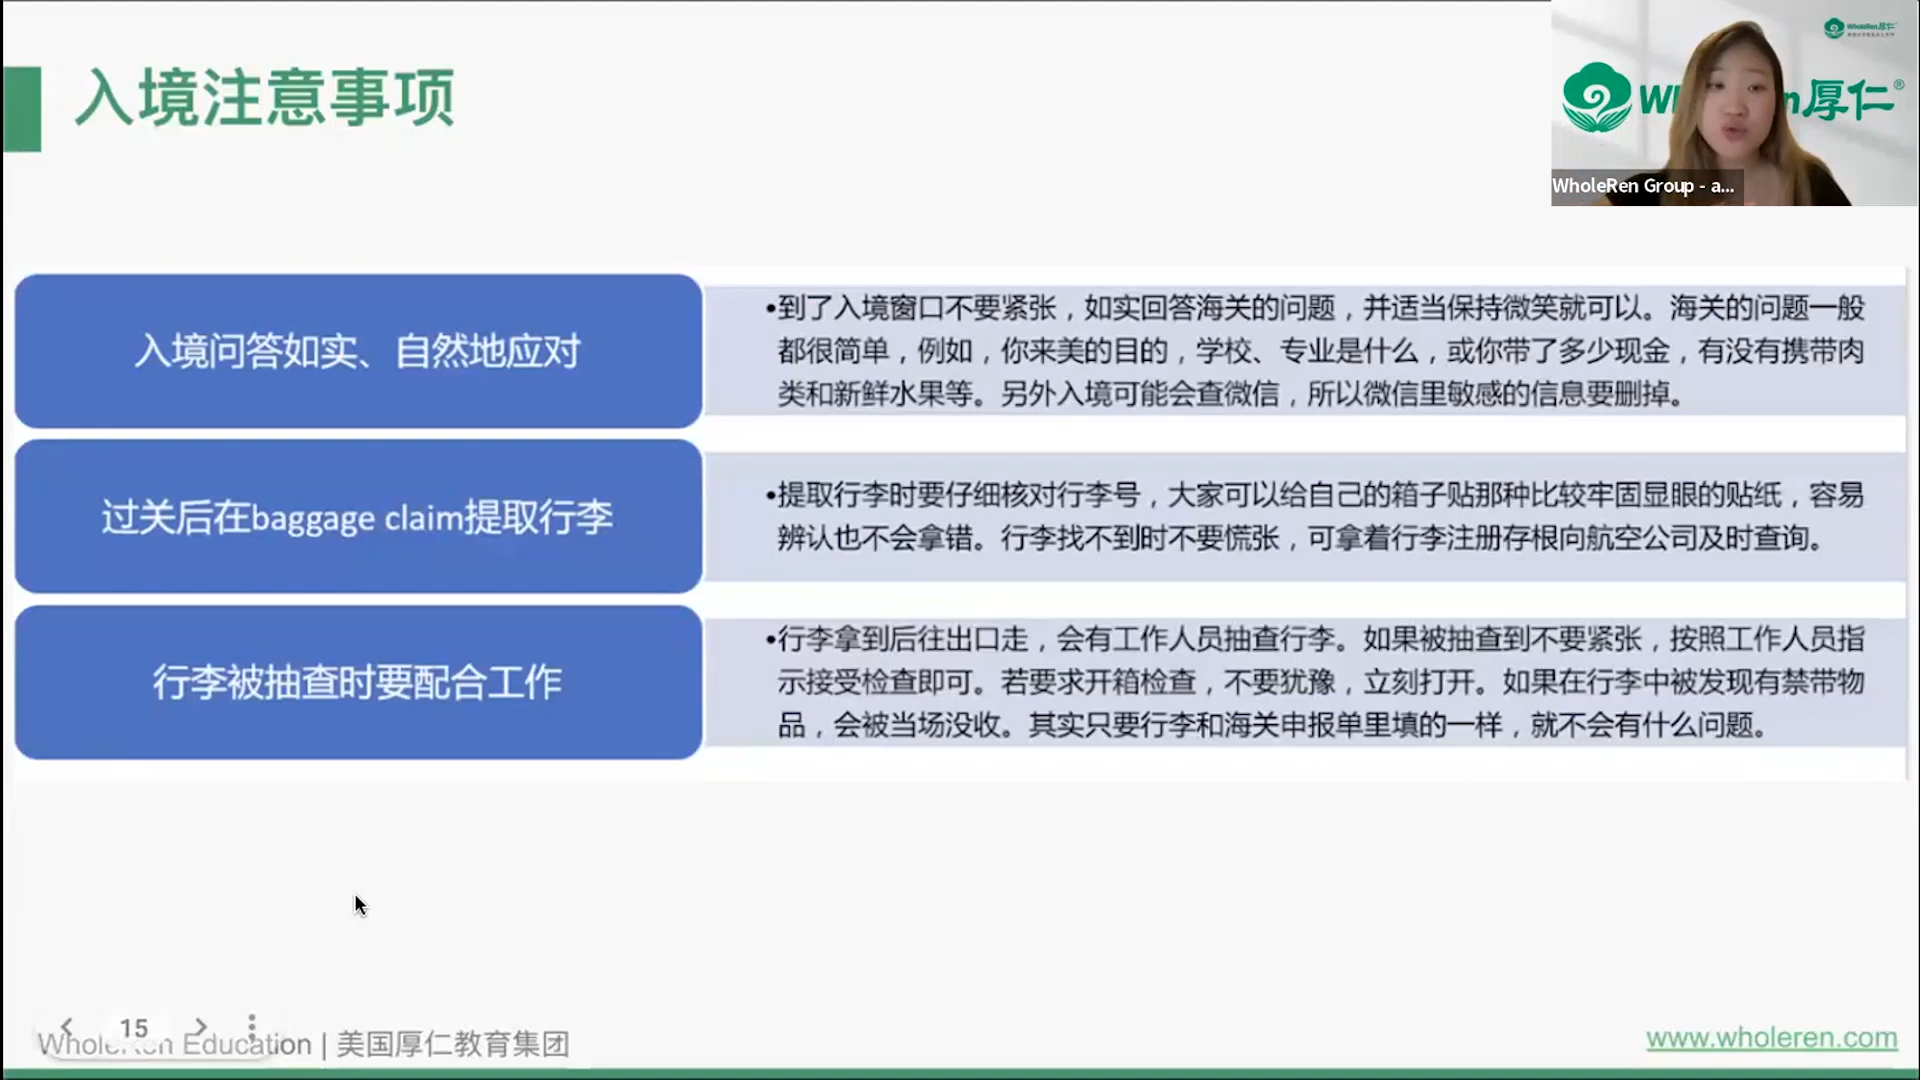 入境注意事项
WholeRen厚仁
厚仁®
WholeRen Group - a...
入境问答如实、自然地应对
•到了入境窗口不要紧张，如实回答海关的问题，并适当保持微笑就可以。海关的问题一般
都很简单，例如，你来美的目的，学校、专业是什么，或你带了多少现金，有没有携带肉
类和新鲜水果等。另外入境可能会查微信，所以微信里敏感的信息要删掉。
过关后在baggage claim提取行李
•提取行李时要仔细核对行李号，大家可以给自己的箱子贴那种比较牢固显眼的贴纸，容易
辨认也不会拿错。行李找不到时不要慌张，可拿着行李注册存根向航空公司及时查询。
行李被抽查时要配合工作
•行李拿到后往出口走，会有工作人员抽查行李。如果被抽查到不要紧张，按照工作人员指
示接受检查即可。若要求开箱检查，不要犹豫，立刻打开。如果在行李中被发现有禁带物
品，会被当场没收。其实只要行李和海关申报单里填的一样，就不会有什么问题。
15
WholeRen Education | 美国厚仁教育集团
www.wholeren.com